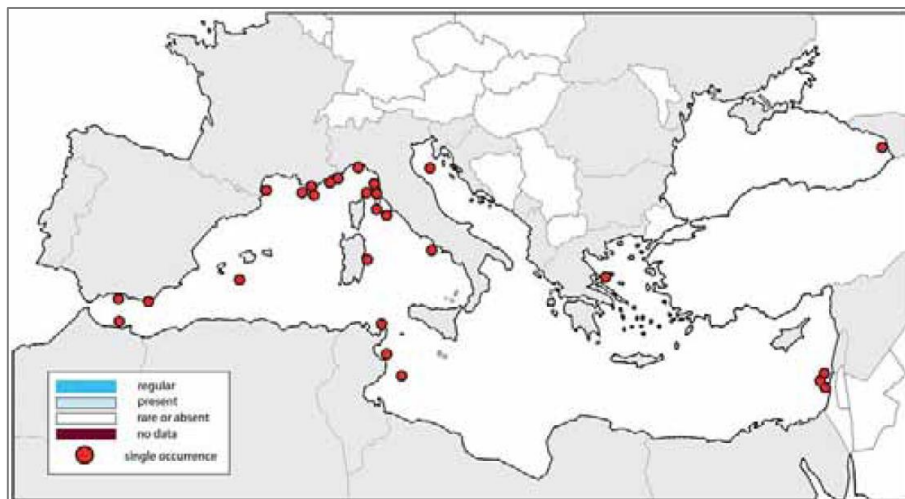 regular
present
rare or absent
no data
single occurrence